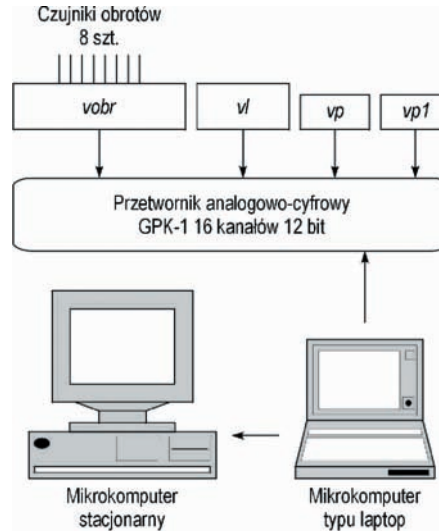 Czujniki obrotów
8 szt.
vobr
vl
vp
vp1
Przetwornik analogowo-cyfrowy
GPK-1 16 kanałów 12 bit
Mikrokomputer
stacjonarny
Mikrokomputer
typu laptop